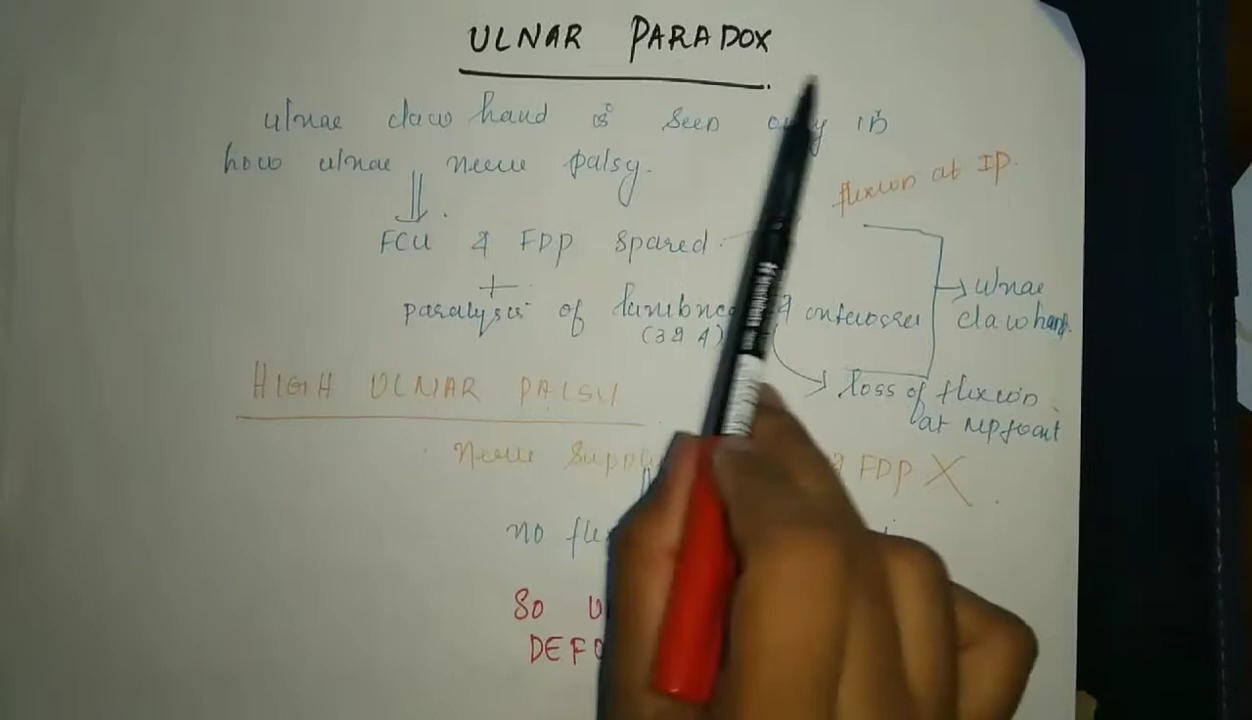 ULNAR PARADOX
ulnar claw hand is seen only in
low ulnar nerve palsy.
flexion at IP.
FCU & FDP spared
+
paralysis of interossei
(3 & 4)
ulnar
claw hand.
loss of flexion
at mp joint
HIGH ULNAR PALSY
nerve & FDP X
no
So